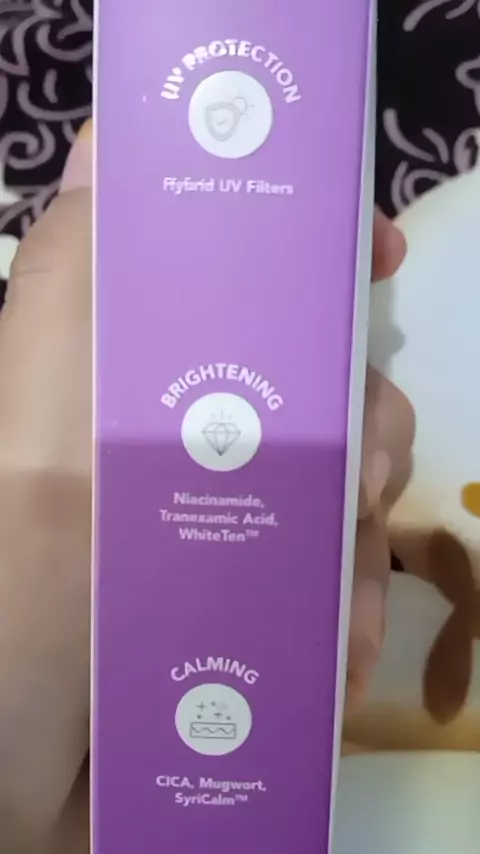 UV PROTECTION
Hybrid UV Filters
BRIGHTENING
Niacinamide,
Tranexamic Acid,
WhiteTen™
CALMING
CICA, Mugwort,
SyriCalm™